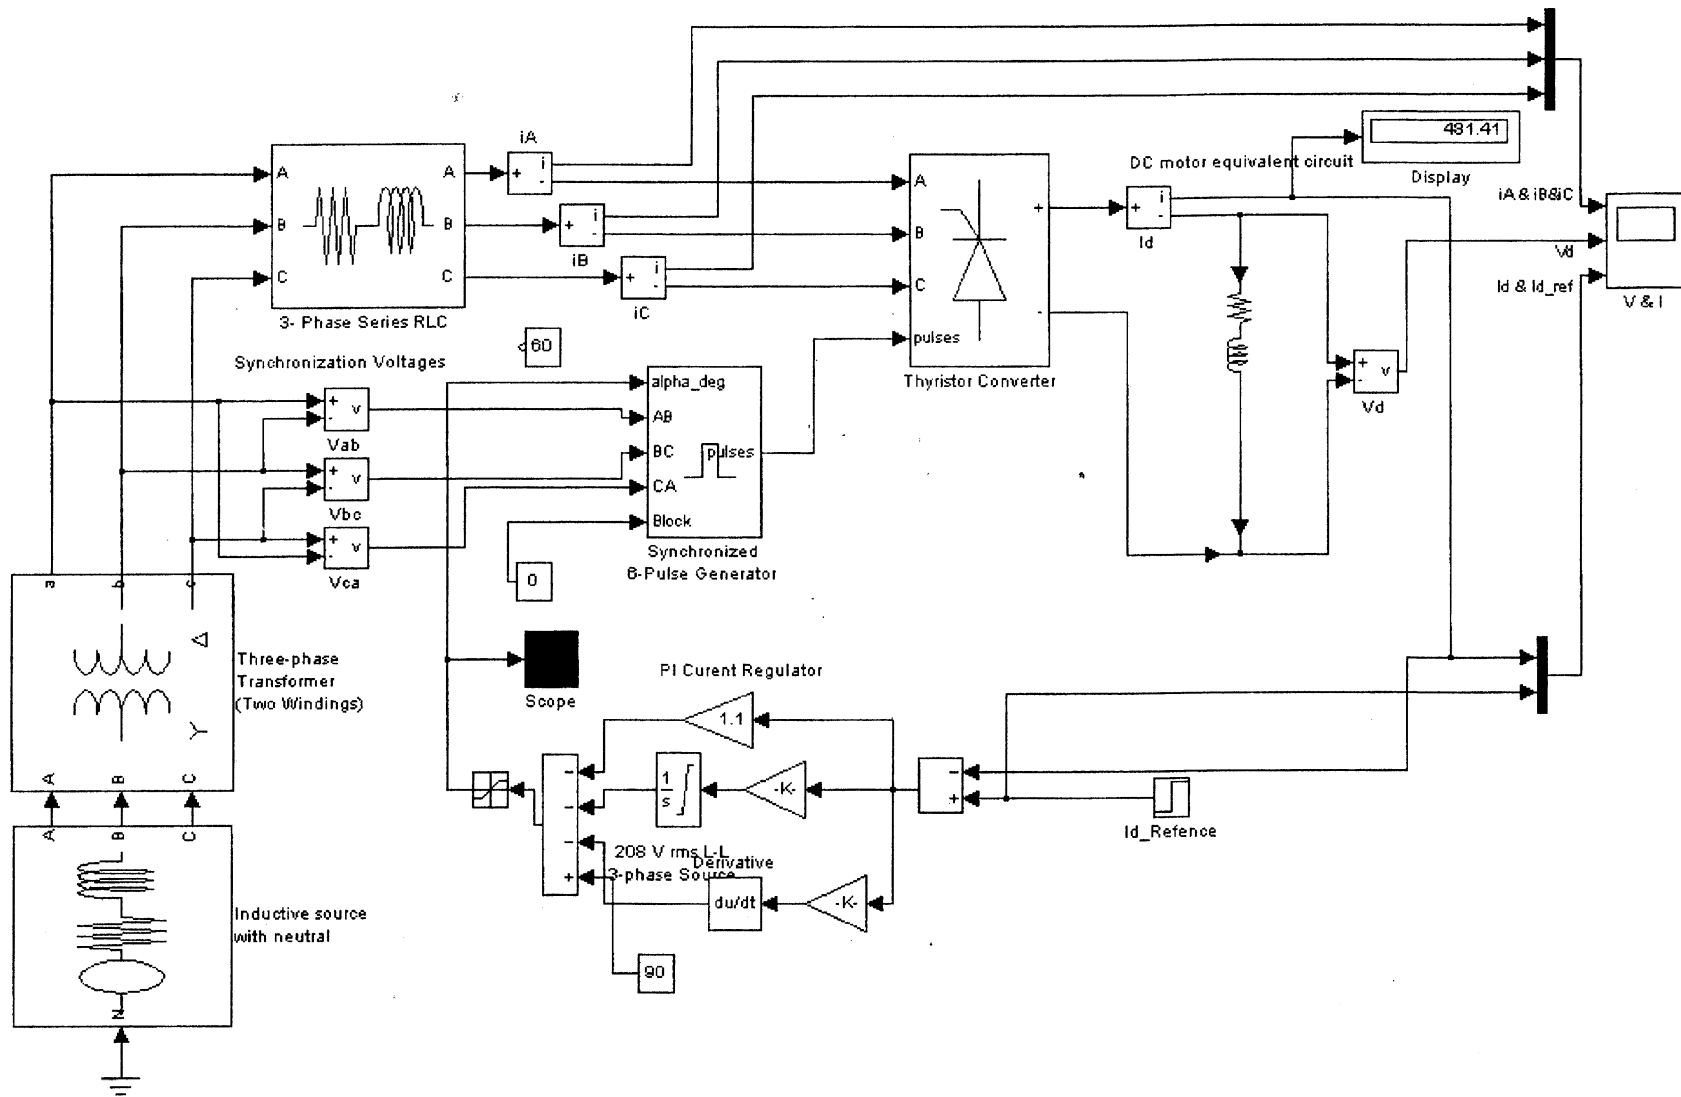 iA
A
A
i
-
+
B
B
i
-
+
iB
C
C
i
-
+
iC
3- Phase Series RLC
A
B
C
pulses
+
-
Thyristor Converter
DC motor equivalent circuit
481.41
Display
i
-
+
Id
iA & iB&iC
Vd
Id & Id_ref
V & I
+
-
v
Vd
60
Synchronization Voltages
+
-
v
Vab
+
-
v
Vbc
+
-
v
Vca
alpha_deg
AB
BC
CA
Block
pulses
Synchronized
6-Pulse Generator
0
a
b
c
Δ
Y
A
B
C
Three-phase
Transformer
(Two Windings)
A
B
C
N
Inductive source
with neutral
Scope
PI Curent Regulator
1.1
1
s
-K-
-
-
-
+
208 V rms L-L
3-phase Source
Derivative
du/dt
-K-
90
-
+
Id_Refence